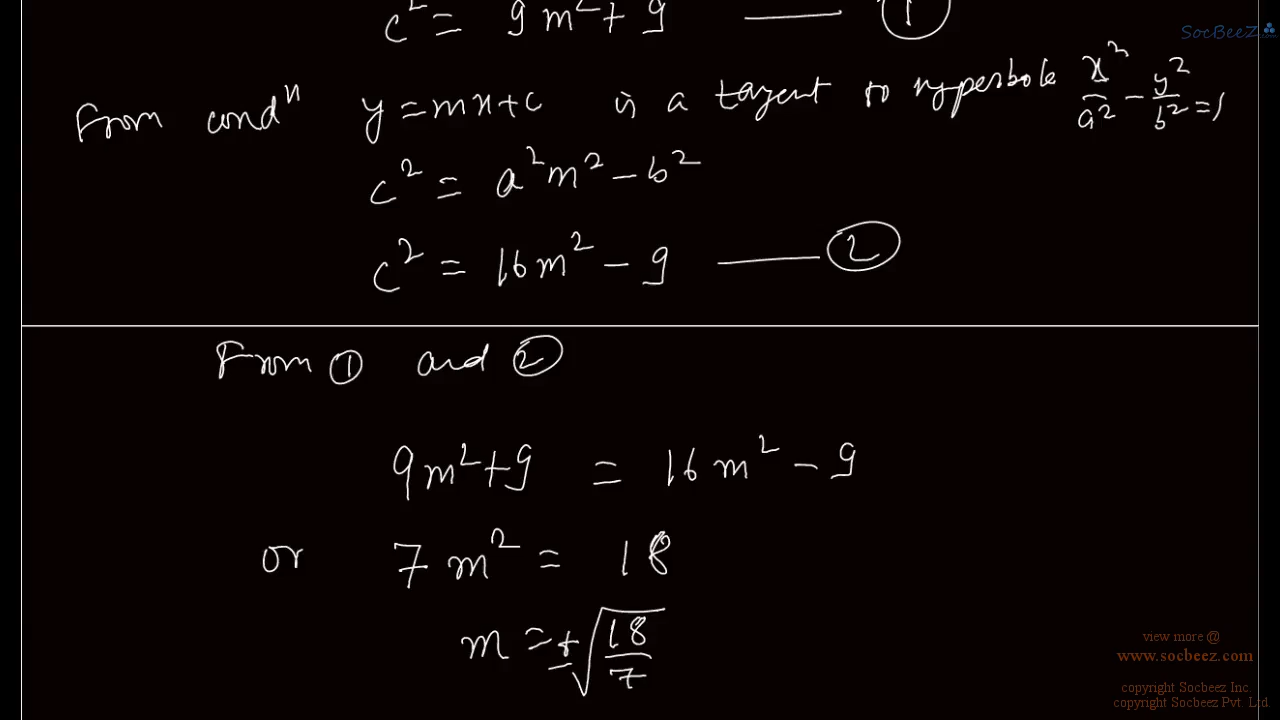 c² = 9m² + 9 —— ①
SocBeeZ
From condⁿ y = mx + c is a tangent to hyperbola x²/a² - y²/b² = 1
c² = a²m² - b²
c² = 16m² - 9 —— ②
From ① and ②
9m² + 9 = 16m² - 9
or 7m² = 18
m = ±√(18/7)
view more @
www.socbeez.com
copyright Socbeez Inc.
copyright Socbeez Pvt. Ltd.